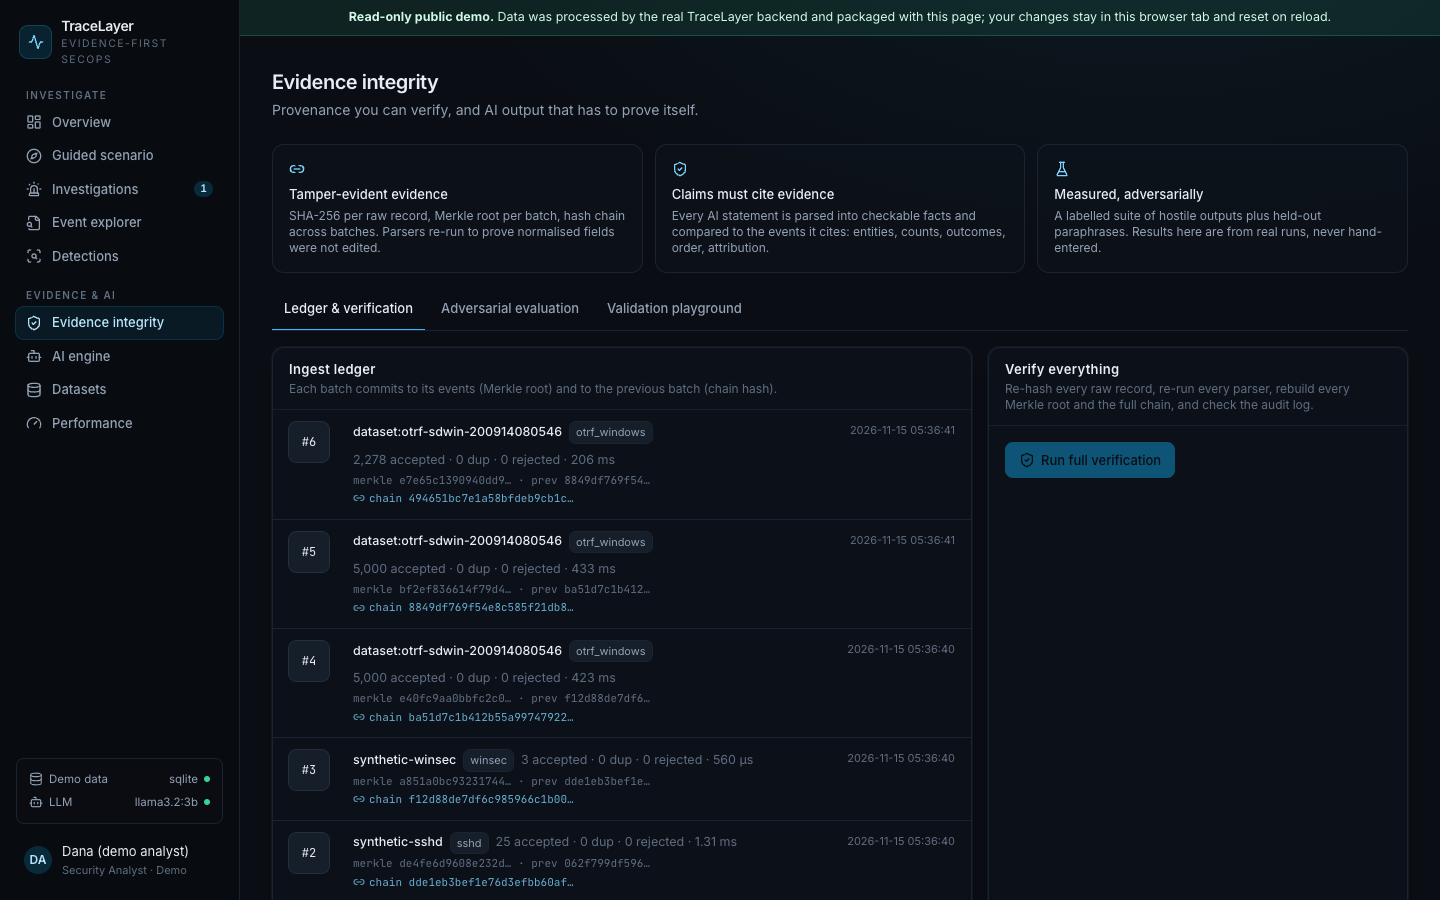 TraceLayer
EVIDENCE-FIRST
SECOPS
INVESTIGATE
Overview
Guided scenario
Investigations 1
Event explorer
Detections
EVIDENCE & AI
Evidence integrity
AI engine
Datasets
Performance
Demo data sqlite
LLM llama3.2:3b
DA
Dana (demo analyst)
Security Analyst · Demo
Read-only public demo. Data was processed by the real TraceLayer backend and packaged with this page; your changes stay in this browser tab and reset on reload.
Evidence integrity
Provenance you can verify, and AI output that has to prove itself.
Tamper-evident evidence
SHA-256 per raw record, Merkle root per batch, hash chain
across batches. Parsers re-run to prove normalised fields
were not edited.
Claims must cite evidence
Every AI statement is parsed into checkable facts and
compared to the events it cites: entities, counts, outcomes,
order, attribution.
Measured, adversarially
A labelled suite of hostile outputs plus held-out
paraphrases. Results here are from real runs, never hand-
entered.
Ledger & verification Adversarial evaluation Validation playground
Ingest ledger
Each batch commits to its events (Merkle root) and to the previous batch (chain hash).
#6
dataset:otrf-sdwin-200914080546 otrf_windows 2026-11-15 05:36:41
2,278 accepted · 0 dup · 0 rejected · 206 ms
merkle e7e65c1390940dd9… · prev 8849df769f54…
chain 494651bc7e1a58bfdeb9cb1c…
#5
dataset:otrf-sdwin-200914080546 otrf_windows 2026-11-15 05:36:41
5,000 accepted · 0 dup · 0 rejected · 433 ms
merkle bf2ef836614f79d4… · prev ba51d7c1b412…
chain 8849df769f54e8c585f21db8…
#4
dataset:otrf-sdwin-200914080546 otrf_windows 2026-11-15 05:36:40
5,000 accepted · 0 dup · 0 rejected · 423 ms
merkle e40fc9aa0bbfc2c0… · prev f12d88de7df6…
chain ba51d7c1b412b55a99747922…
#3
synthetic-winsec winsec 3 accepted · 0 dup · 0 rejected · 560 µs 2026-11-15 05:36:40
merkle a851a0bc93231744… · prev dde1eb3bef1e…
chain f12d88de7df6c985966c1b00…
#2
synthetic-sshd sshd 25 accepted · 0 dup · 0 rejected · 1.31 ms 2026-11-15 05:36:40
merkle de4fe6d9608e232d… · prev 062f799df596…
chain dde1eb3bef1e76d3efbb60af…
Verify everything
Re-hash every raw record, re-run every parser, rebuild every
Merkle root and the full chain, and check the audit log.
Run full verification